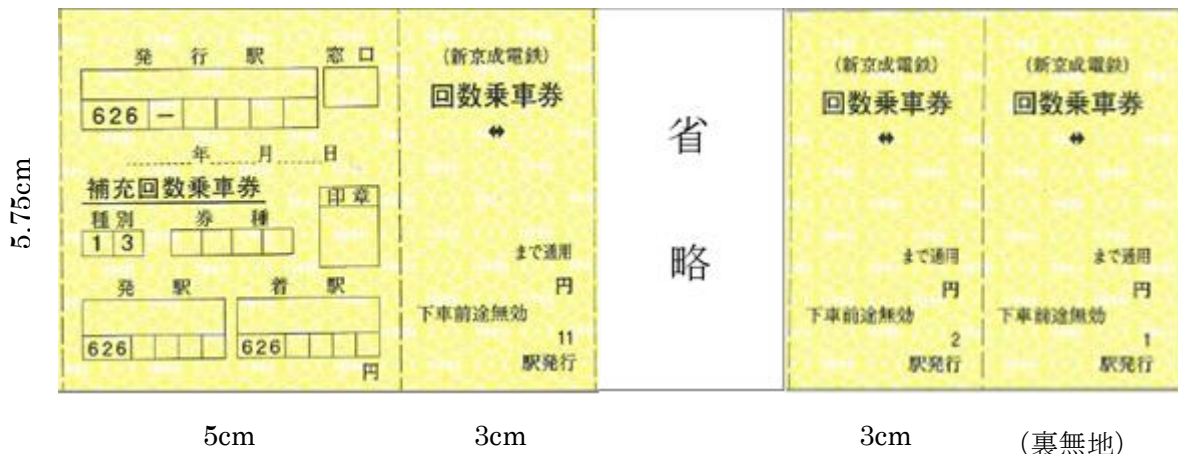 発行駅 窓口
626 －
年 月 日
補充回数乗車券
印章
種別 券種
1 3
発駅 着駅
626 626
円
(新京成電鉄)
回数乗車券
⬌
まで通用
円
下車前途無効
11
駅発行
省
略
(新京成電鉄)
回数乗車券
⬌
まで通用
円
下車前途無効
2
駅発行
(新京成電鉄)
回数乗車券
⬌
まで通用
円
下車前途無効
1
駅発行
5.75cm
5cm 3cm 3cm (裏無地)